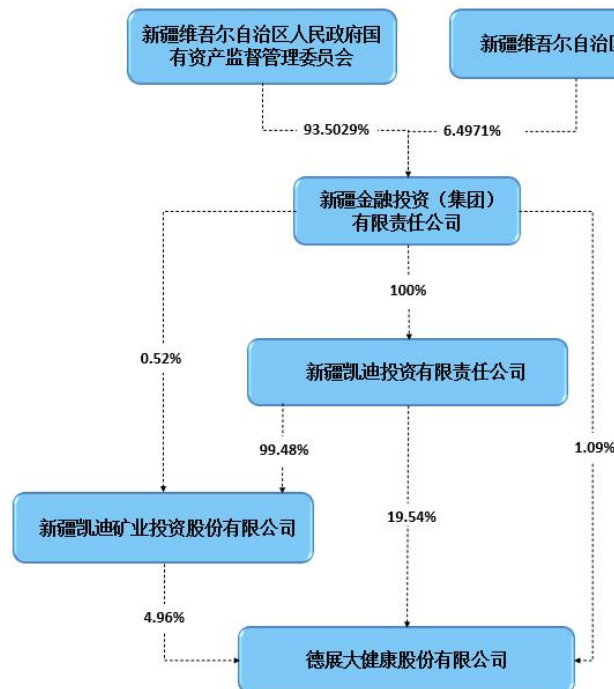 新疆维吾尔自治区人民政府国
有资产监督管理委员会
新疆维吾尔自治区
93.5029%
6.4971%
新疆金融投资（集团）
有限责任公司
100%
0.52%
新疆凯迪投资有限责任公司
99.48%
1.09%
新疆凯迪矿业投资股份有限公司
19.54%
4.96%
德展大健康股份有限公司